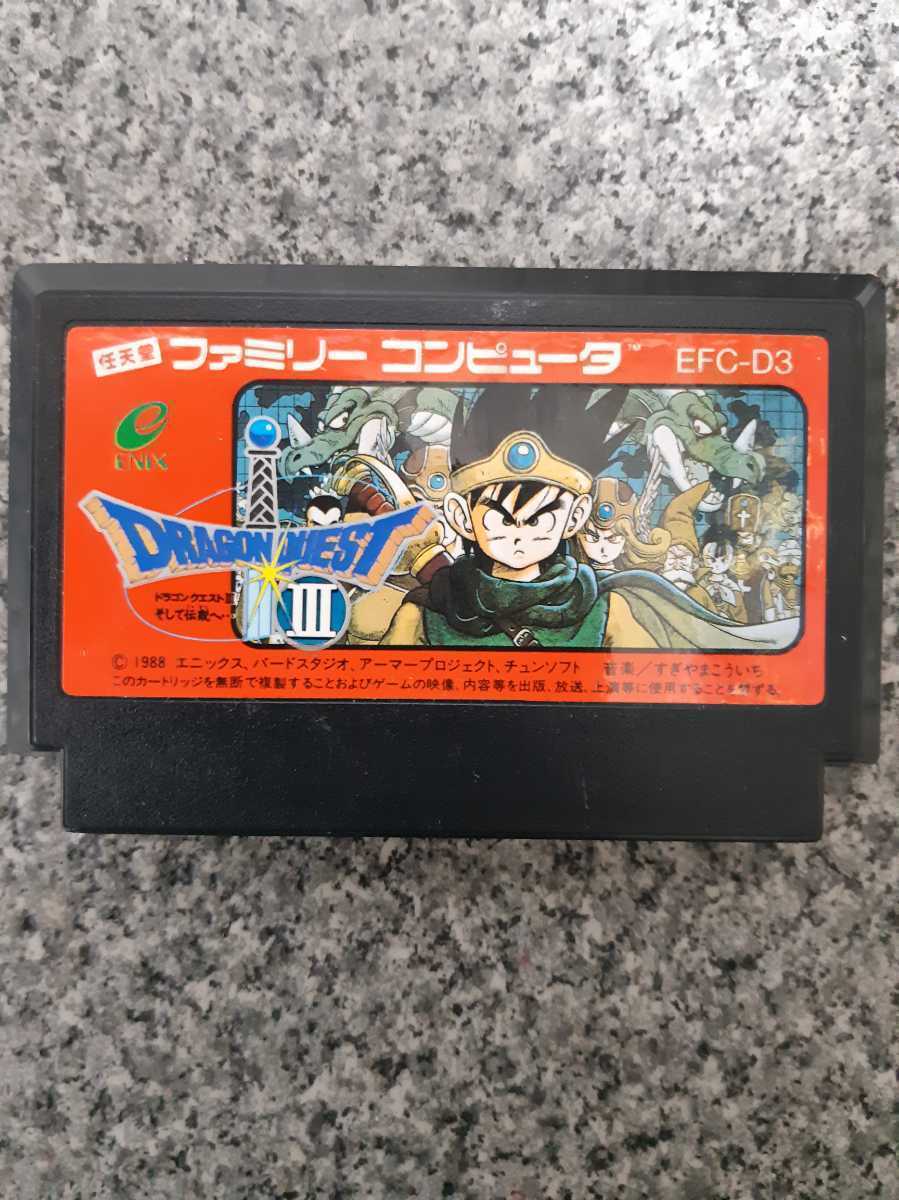 任天堂 ファミリー コンピュータ™ EFC-D3
ENIX
DRAGON QUEST
III
ドラゴンクエストIII
そして伝説へ…
© 1988 エニックス、バードスタジオ、アーマープロジェクト、チュンソフト 音楽／すぎやまこういち
このカートリッジを無断で複製することおよびゲームの映像、内容等を出版、放送、上演等に使用することを禁ずる。